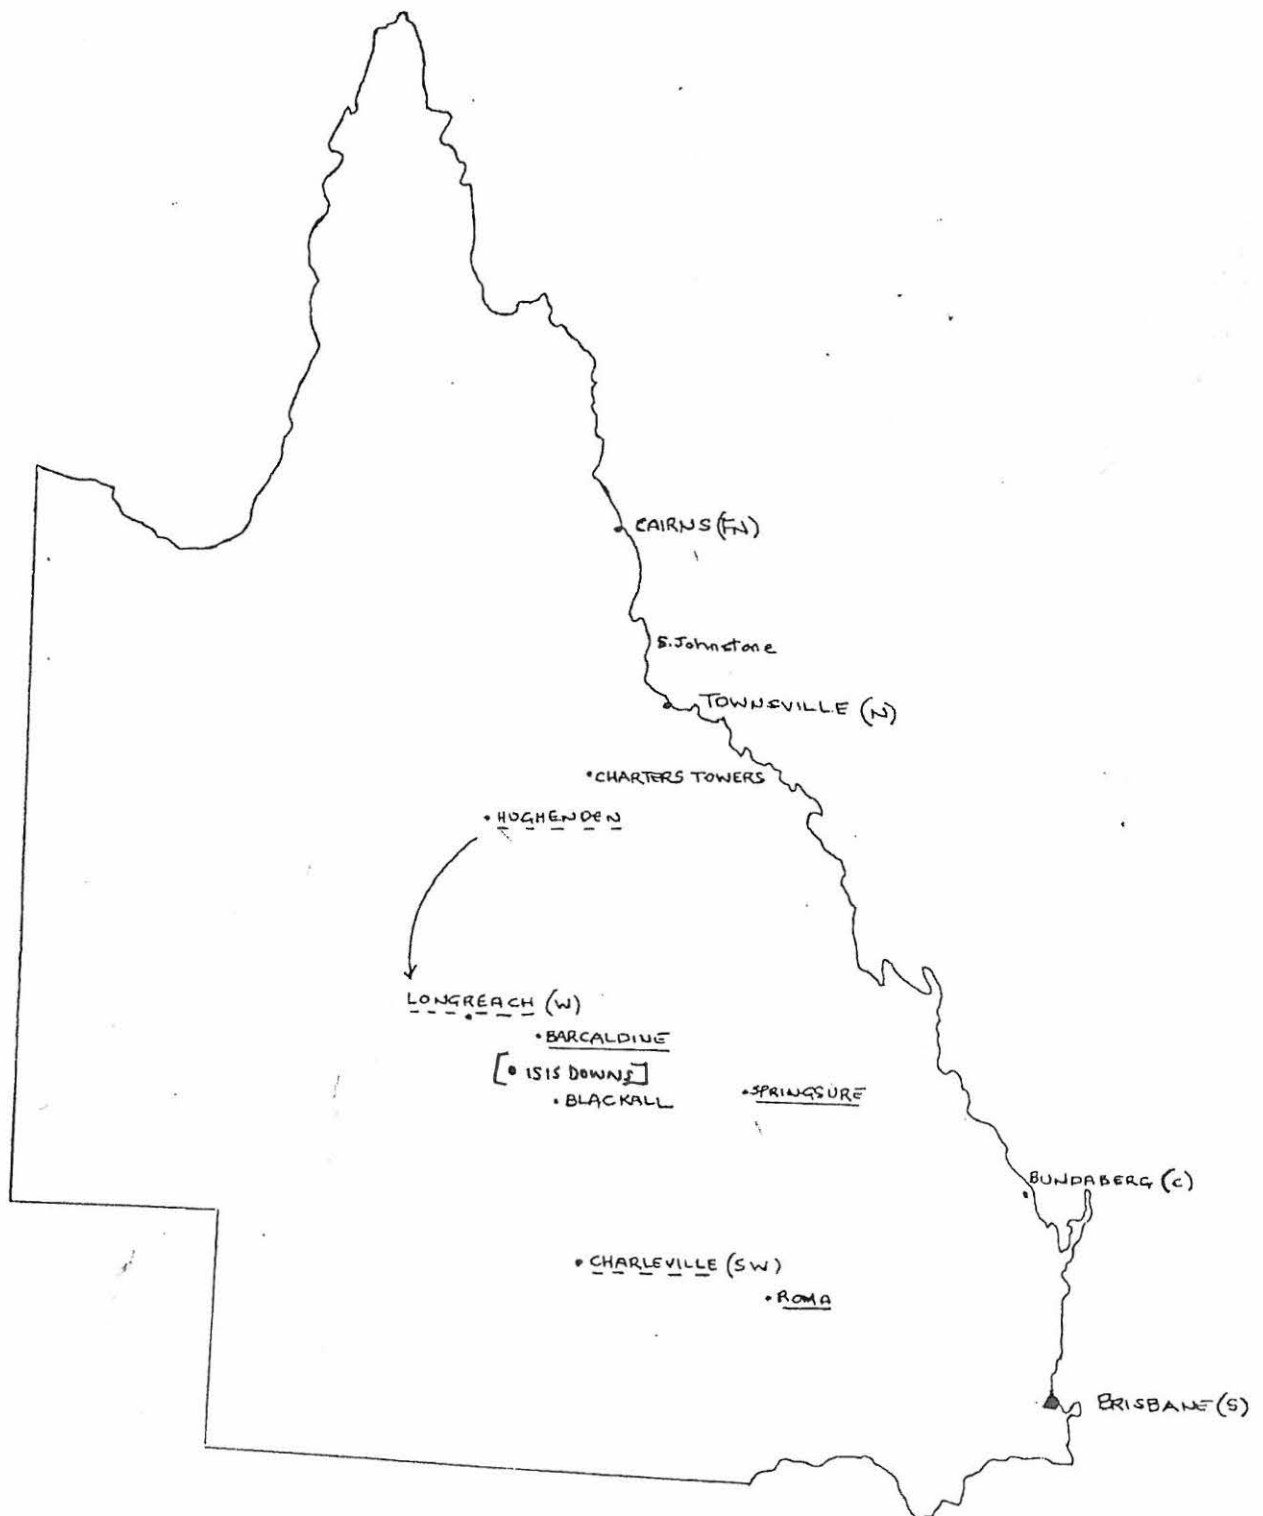 CAIRNS (FN)
S. Johnstone
TOWNSVILLE (N)
CHARTERS TOWERS
HUGHENDEN
LONGREACH (W)
BARCALDINE
[• ISIS DOWNS]
BLACKALL
SPRINGSURE
BUNDABERG (C)
CHARLEVILLE (SW)
ROMA
BRISBANE (S)